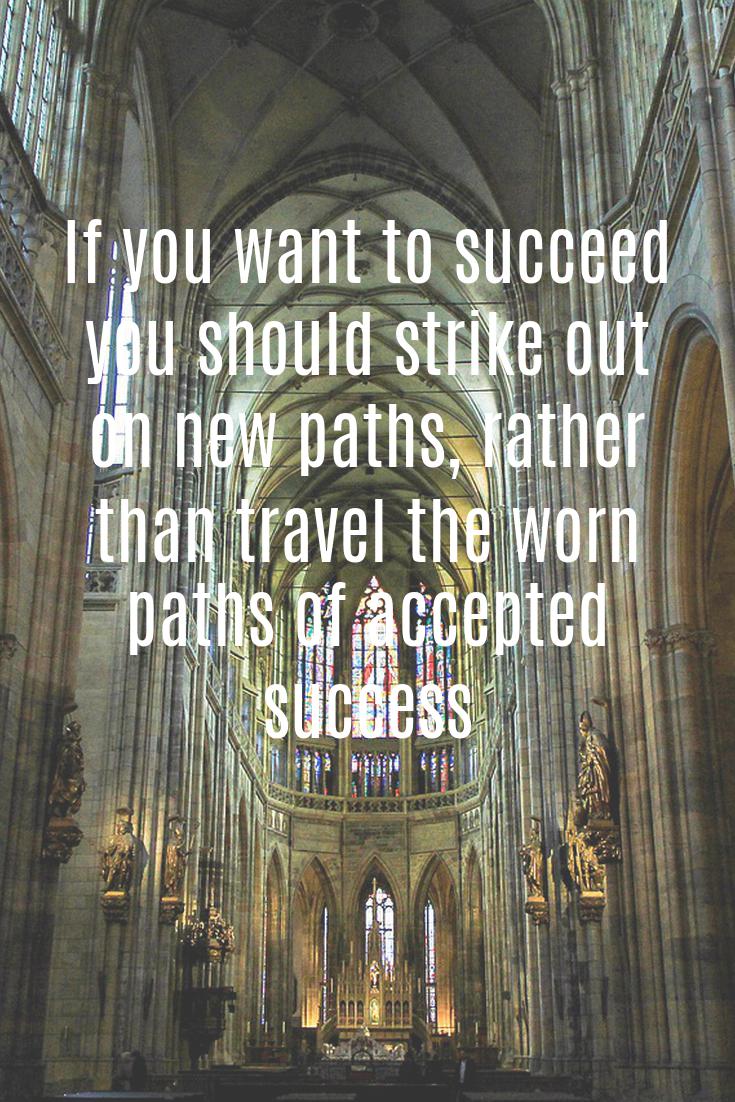 If you want to succeed
you should strike out
on new paths, rather
than travel the worn
paths of accepted
success